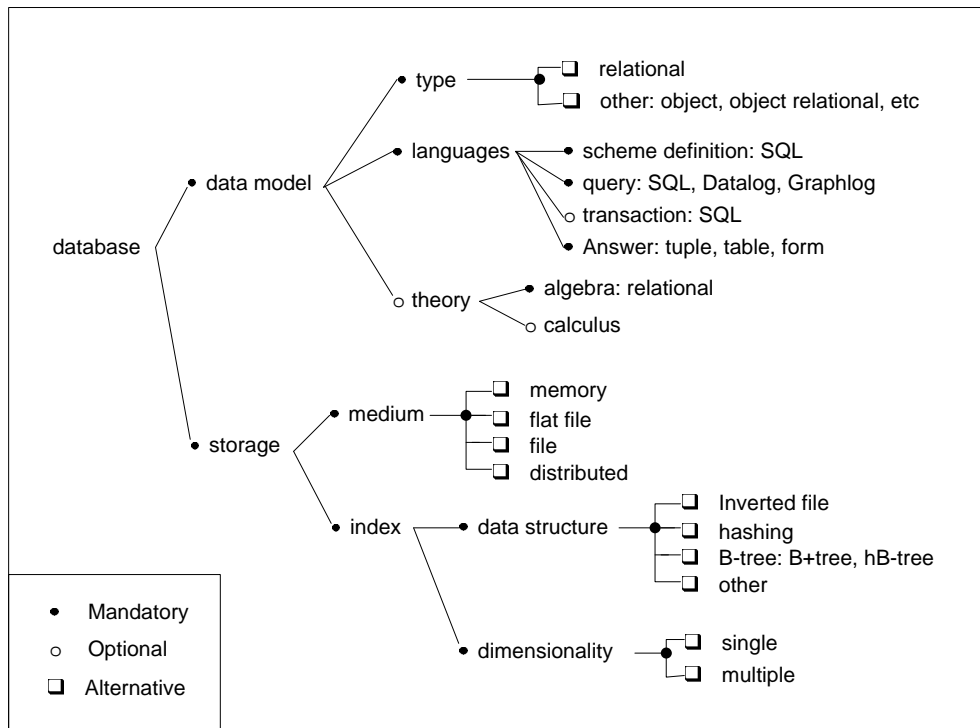 type
relational
other: object, object relational, etc
languages
scheme definition: SQL
query: SQL, Datalog, Graphlog
data model
transaction: SQL
Answer: tuple, table, form
database
theory
algebra: relational
calculus
memory
medium
flat file
storage
file
distributed
Inverted file
index
data structure
hashing
B-tree: B+tree, hB-tree
other
dimensionality
single
multiple
Mandatory
Optional
Alternative